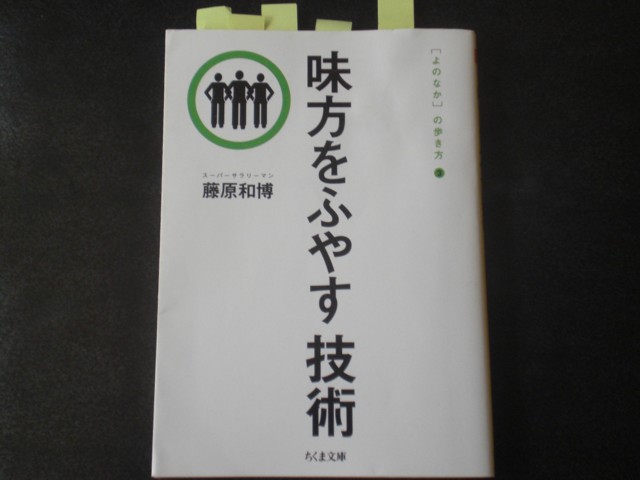 ［よのなか］の歩き方 3
味方をふやす技術
スーパーサラリーマン
藤原和博
ちくま文庫